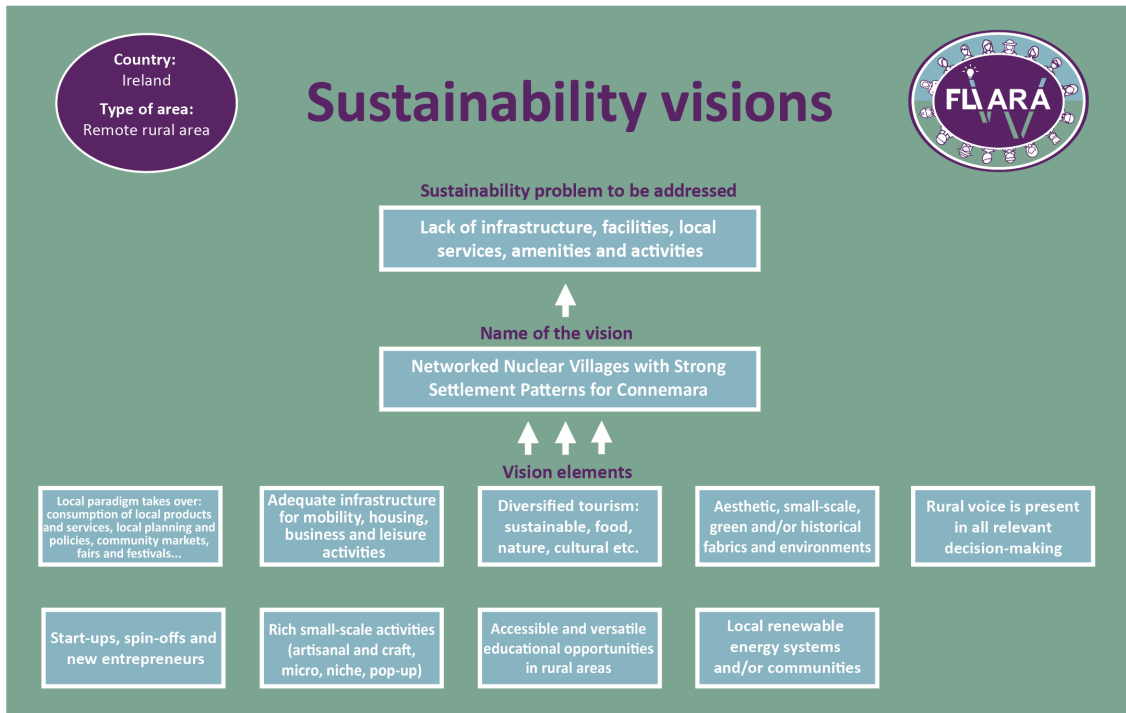 Country:
Ireland
Type of area:
Remote rural area
Sustainability visions
FLIARA
Sustainability problem to be addressed
Lack of infrastructure, facilities, local
services, amenities and activities
Name of the vision
Networked Nuclear Villages with Strong
Settlement Patterns for Connemara
Vision elements
Local paradigm takes over:
consumption of local products
and services, local planning and
policies, community markets,
fairs and festivals...
Adequate infrastructure
for mobility, housing,
business and leisure
activities
Diversified tourism:
sustainable, food,
nature, cultural etc.
Aesthetic, small-scale,
green and/or historical
fabrics and environments
Rural voice is present
in all relevant
decision-making
Start-ups, spin-offs and
new entrepreneurs
Rich small-scale activities
(artisanal and craft,
micro, niche, pop-up)
Accessible and versatile
educational opportunities
in rural areas
Local renewable
energy systems
and/or communities